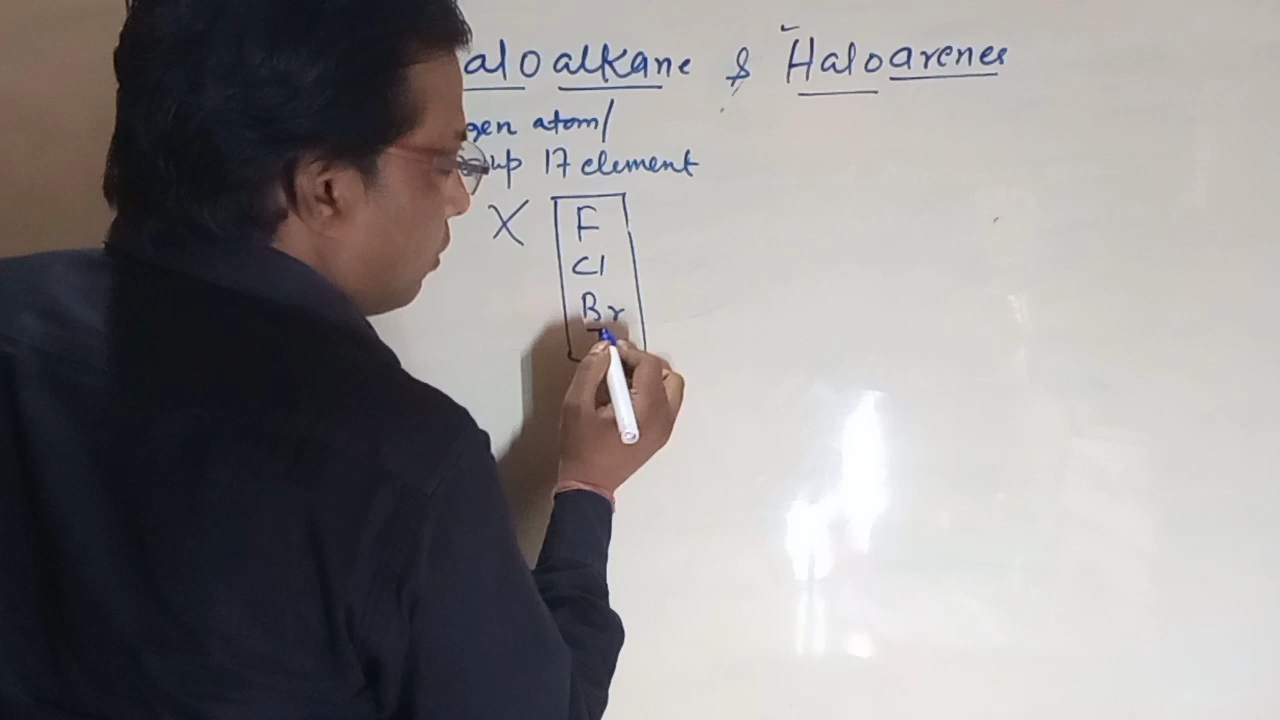 aloalkane & Haloarenes
gen atom/
up 17 element
X F
Cl
Br